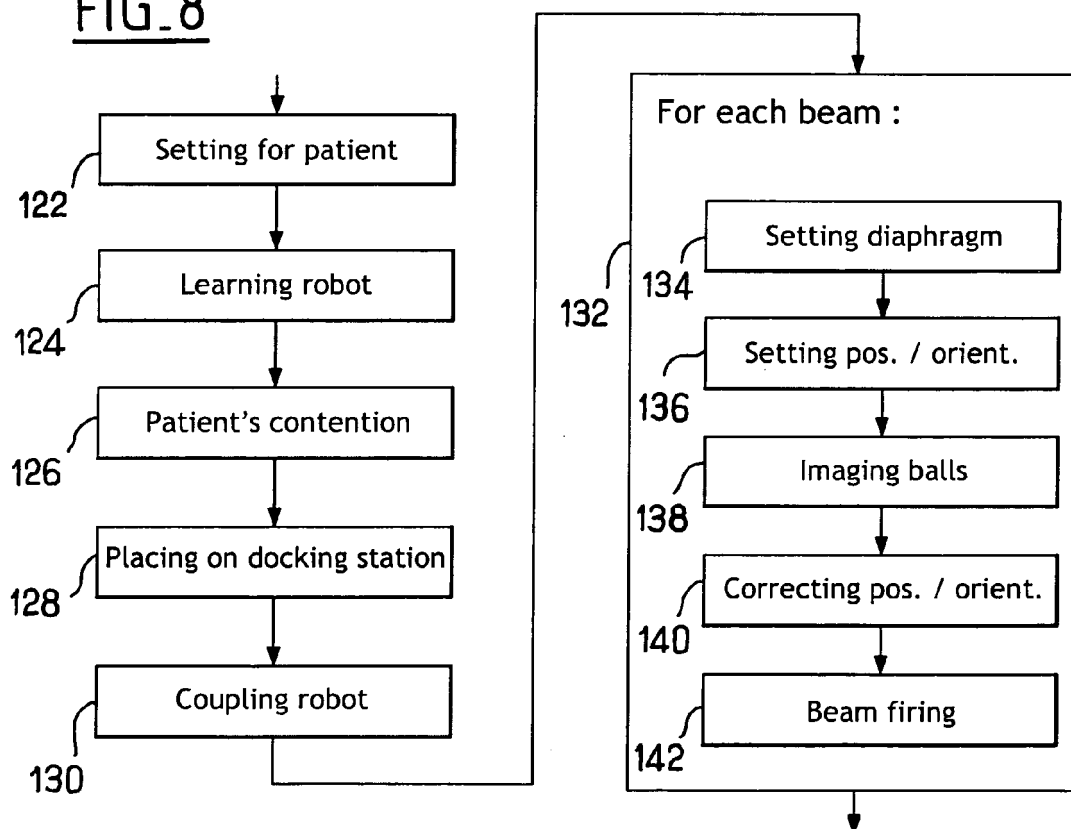 FIG_8
Setting for patient
122
Learning robot
124
Patient's contention
126
Placing on docking station
128
Coupling robot
130
For each beam :
132
Setting diaphragm
134
Setting pos. / orient.
136
Imaging balls
138
Correcting pos. / orient.
140
Beam firing
142